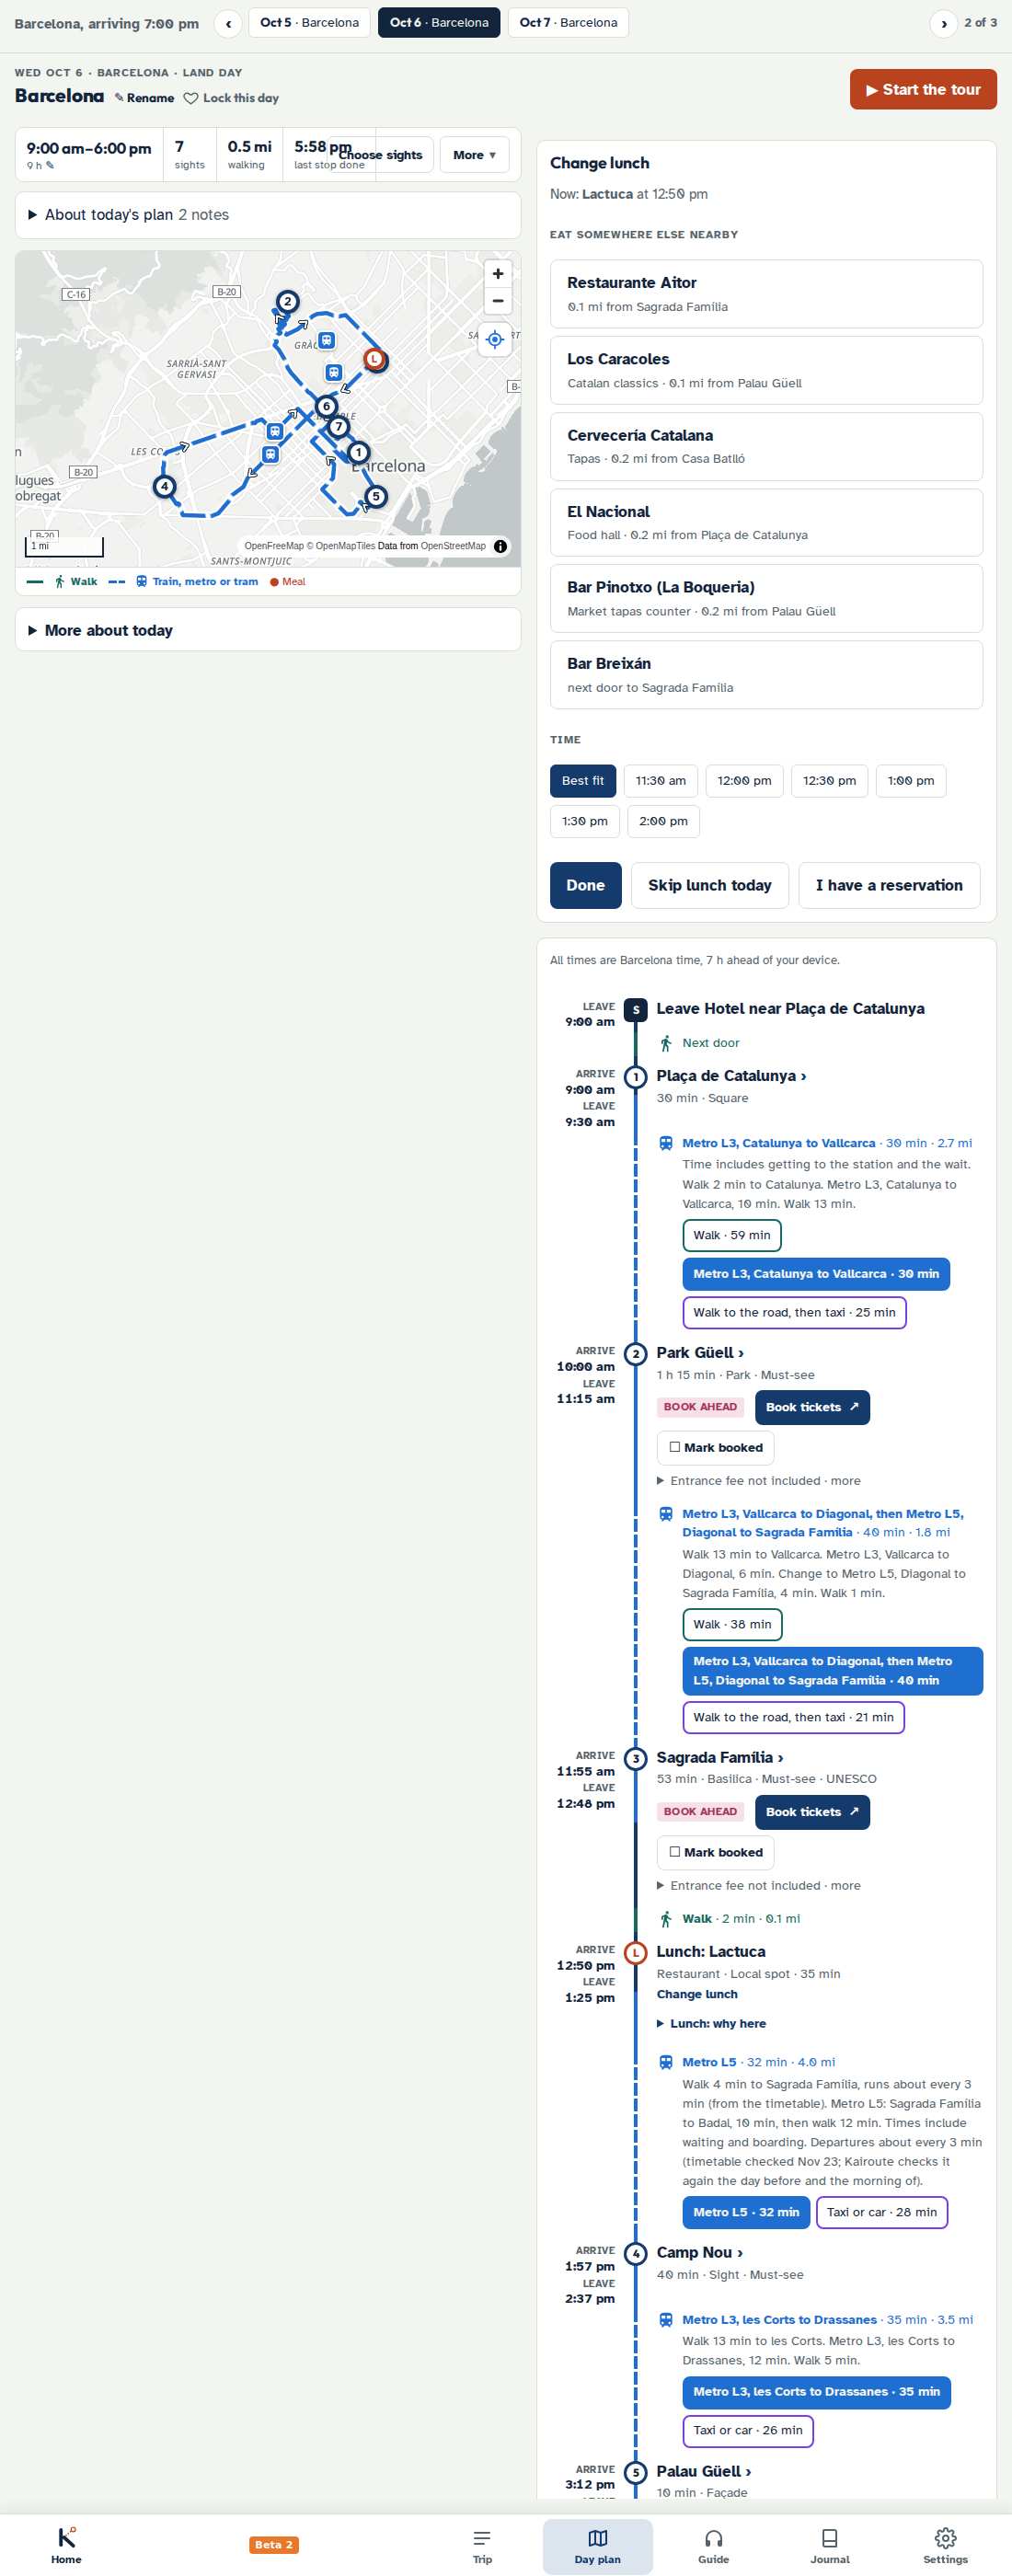 Barcelona, arriving 7:00 pm
‹
Oct 5 · Barcelona
Oct 6 · Barcelona
Oct 7 · Barcelona
›
2 of 3
WED OCT 6 · BARCELONA · LAND DAY
Barcelona ✎ Rename ♡ Lock this day
▶ Start the tour
9:00 am–6:00 pm
9 h ✎
7
sights
0.5 mi
walking
5:58 pm
last stop done
Choose sights
More ▾
▶ About today's plan 2 notes
C-16
B-20
2
GRÀC
SARRIÀ-SANT
GERVASI
L
6
7
1
LES CO
B-20
4
5
Barcelona
n
lugues
obregat
B-20
1 mi
SANTS-MONTJUÏC
SA
RT
B-
+
−
OpenFreeMap © OpenMapTiles Data from OpenStreetMap
Walk
Train, metro or tram
Meal
▶ More about today
Change lunch
Now: Lactuca at 12:50 pm
EAT SOMEWHERE ELSE NEARBY
Restaurante Aitor
0.1 mi from Sagrada Família
Los Caracoles
Catalan classics · 0.1 mi from Palau Güell
Cervecería Catalana
Tapas · 0.2 mi from Casa Batlló
El Nacional
Food hall · 0.2 mi from Plaça de Catalunya
Bar Pinotxo (La Boqueria)
Market tapas counter · 0.2 mi from Palau Güell
Bar Breixán
next door to Sagrada Família
TIME
Best fit
11:30 am
12:00 pm
12:30 pm
1:00 pm
1:30 pm
2:00 pm
Done
Skip lunch today
I have a reservation
All times are Barcelona time, 7 h ahead of your device.
LEAVE
9:00 am
S
Leave Hotel near Plaça de Catalunya
Next door
ARRIVE
9:00 am
LEAVE
9:30 am
1
Plaça de Catalunya ›
30 min · Square
Metro L3, Catalunya to Vallcarca · 30 min · 2.7 mi
Time includes getting to the station and the wait.
Walk 2 min to Catalunya. Metro L3, Catalunya to
Vallcarca, 10 min. Walk 13 min.
Walk · 59 min
Metro L3, Catalunya to Vallcarca · 30 min
Walk to the road, then taxi · 25 min
ARRIVE
10:00 am
LEAVE
11:15 am
2
Park Güell ›
1 h 15 min · Park · Must-see
BOOK AHEAD
Book tickets ↗
☐ Mark booked
▶ Entrance fee not included · more
Metro L3, Vallcarca to Diagonal, then Metro L5,
Diagonal to Sagrada Família · 40 min · 1.8 mi
Walk 13 min to Vallcarca. Metro L3, Vallcarca to
Diagonal, 6 min. Change to Metro L5, Diagonal to
Sagrada Família, 4 min. Walk 1 min.
Walk · 38 min
Metro L3, Vallcarca to Diagonal, then Metro
L5, Diagonal to Sagrada Família · 40 min
Walk to the road, then taxi · 21 min
ARRIVE
11:55 am
LEAVE
12:48 pm
3
Sagrada Família ›
53 min · Basilica · Must-see · UNESCO
BOOK AHEAD
Book tickets ↗
☐ Mark booked
▶ Entrance fee not included · more
Walk · 2 min · 0.1 mi
ARRIVE
12:50 pm
LEAVE
1:25 pm
L
Lunch: Lactuca
Restaurant · Local spot · 35 min
Change lunch
▶ Lunch: why here
Metro L5 · 32 min · 4.0 mi
Walk 4 min to Sagrada Família, runs about every 3
min (from the timetable). Metro L5: Sagrada Família
to Badal, 10 min, then walk 12 min. Times include
waiting and boarding. Departures about every 3 min
(timetable checked Nov 23; Kairoute checks it
again the day before and the morning of).
Metro L5 · 32 min
Taxi or car · 28 min
ARRIVE
1:57 pm
LEAVE
2:37 pm
4
Camp Nou ›
40 min · Sight · Must-see
Metro L3, les Corts to Drassanes · 35 min · 3.5 mi
Walk 13 min to les Corts. Metro L3, les Corts to
Drassanes, 12 min. Walk 5 min.
Metro L3, les Corts to Drassanes · 35 min
Taxi or car · 26 min
ARRIVE
3:12 pm
5
Palau Güell ›
10 min · Façade
Home
Beta 2
Trip
Day plan
Guide
Journal
Settings